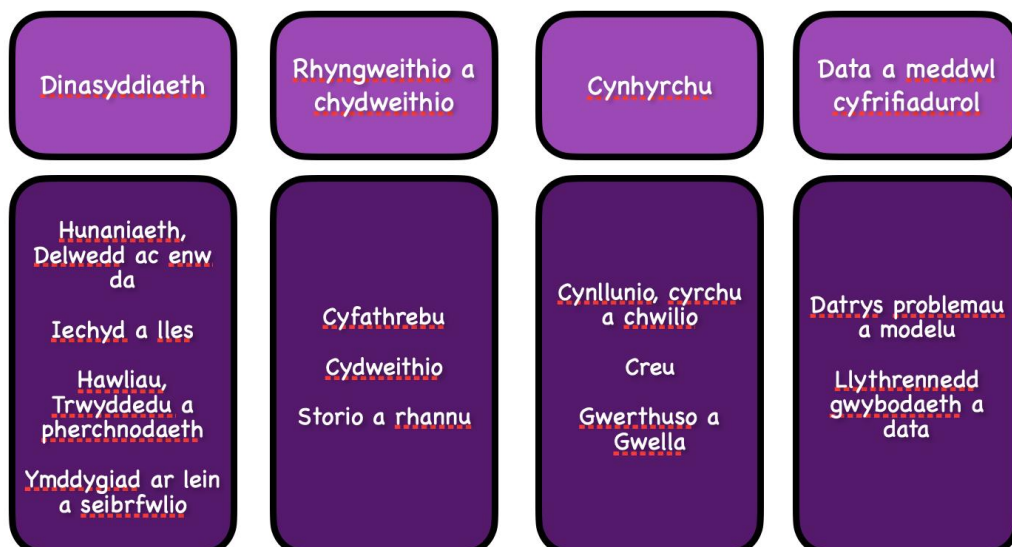 Dinasyddiaeth
Rhyngweithio a
chydweithio
Cynhyrchu
Data a meddwl
cyfrifiadurol
Hunaniaeth,
Delwedd ac enw
da
Iechyd a lles
Hawliau,
Trwyddedu a
pherchnodaeth
Ymddygiad ar lein
a seibrfwlio
Cyfathrebu
Cydweithio
Storio a rhannu
Cynllunio, cyrchu
a chwilio
Creu
Gwerthuso a
Gwella
Datrys problemau
a modelu
Llythrennedd
gwybodaeth a
data